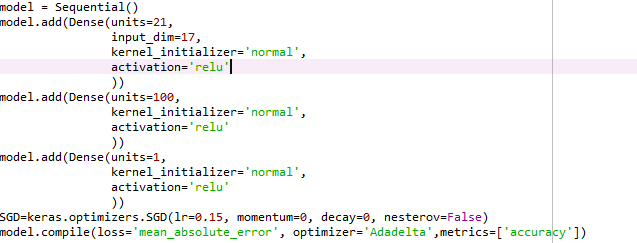 model = Sequential()
model.add(Dense(units=21,
                input_dim=17,
                kernel_initializer='normal',
                activation='relu'
                ))
model.add(Dense(units=100,
                kernel_initializer='normal',
                activation='relu'
                ))
model.add(Dense(units=1,
                kernel_initializer='normal',
                activation='relu'
                ))
SGD=keras.optimizers.SGD(lr=0.15, momentum=0, decay=0, nesterov=False)
model.compile(loss='mean_absolute_error', optimizer='Adadelta',metrics=['accuracy'])